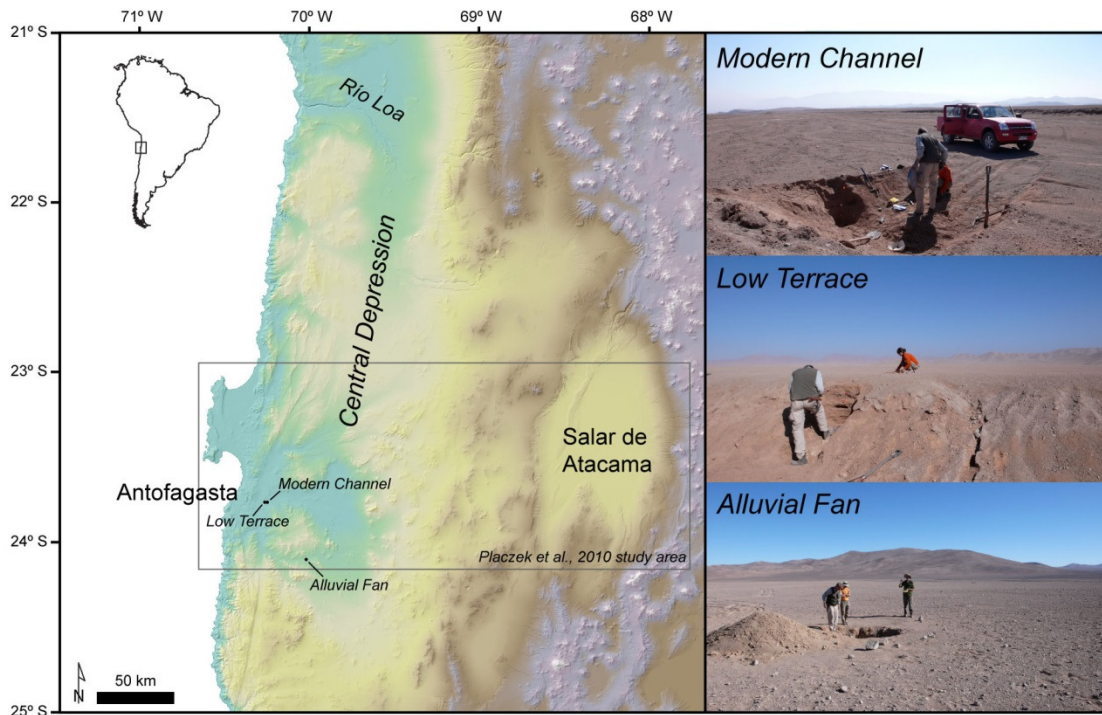 71º W
70º W
69º W
68º W
21º S
22º S
23º S
24º S
25º S
Río Loa
Central Depression
Salar de
Atacama
Antofagasta
Modern Channel
Low Terrace
Alluvial Fan
Placzek et al., 2010 study area
N
50 km
Modern Channel
Low Terrace
Alluvial Fan